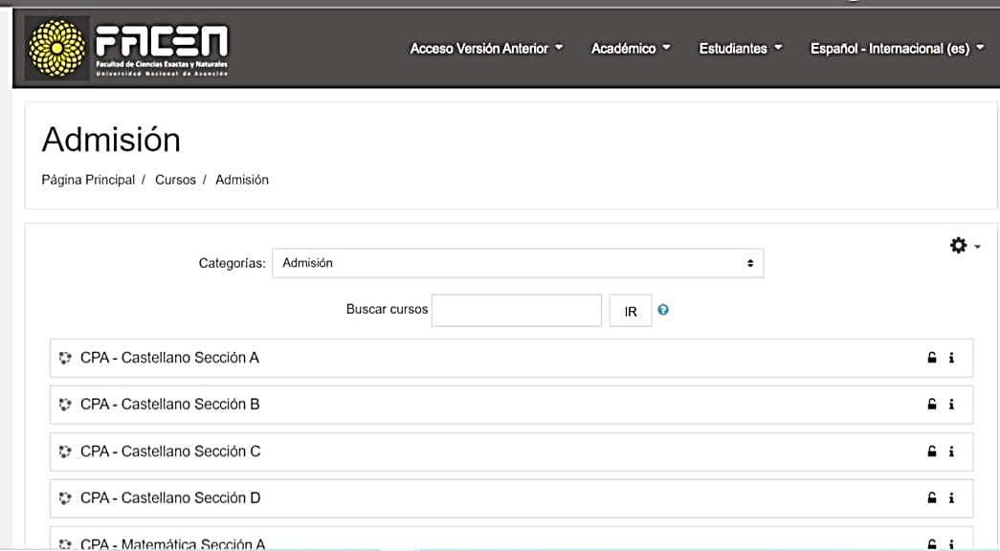 FACEN
Facultad de Ciencias Exactas y Naturales
Universidad Nacional de Asunción
Acceso Versión Anterior Académico Estudiantes Español - Internacional (es)
Admisión
Página Principal / Cursos / Admisión
Categorías: Admisión
Buscar cursos IR
CPA - Castellano Sección A
CPA - Castellano Sección B
CPA - Castellano Sección C
CPA - Castellano Sección D
CPA - Matemática Sección A